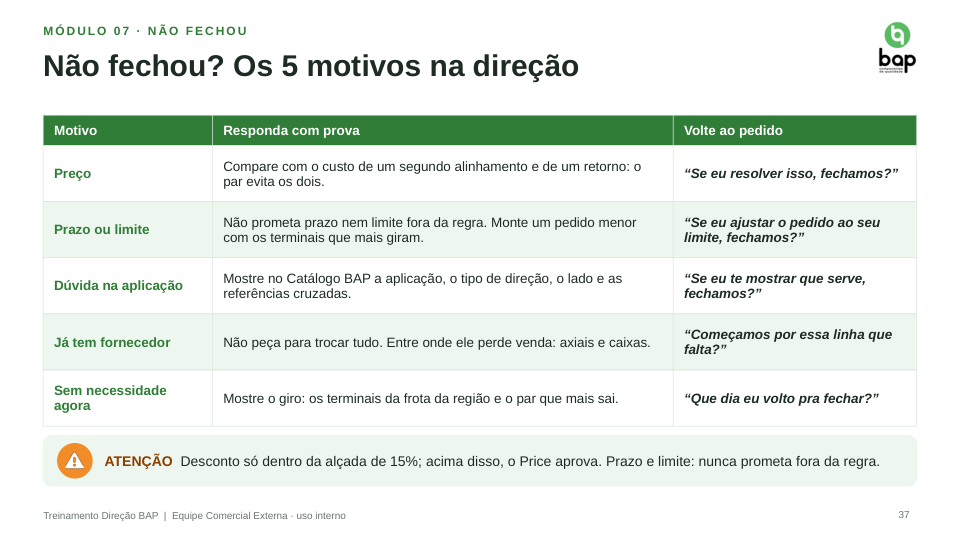 MÓDULO 07 · NÃO FECHOU
Não fechou? Os 5 motivos na direção
bap
Motivo
Responda com prova
Volte ao pedido
Preço
Compare com o custo de um segundo alinhamento e de um retorno: o
par evita os dois.
“Se eu resolver isso, fechamos?”
Prazo ou limite
Não prometa prazo nem limite fora da regra. Monte um pedido menor
com os terminais que mais giram.
“Se eu ajustar o pedido ao seu
limite, fechamos?”
Dúvida na aplicação
Mostre no Catálogo BAP a aplicação, o tipo de direção, o lado e as
referências cruzadas.
“Se eu te mostrar que serve,
fechamos?”
Já tem fornecedor
Não peça para trocar tudo. Entre onde ele perde venda: axiais e caixas.
“Começamos por essa linha que
falta?”
Sem necessidade
agora
Mostre o giro: os terminais da frota da região e o par que mais sai.
“Que dia eu volto pra fechar?”
ATENÇÃO Desconto só dentro da alçada de 15%; acima disso, o Price aprova. Prazo e limite: nunca prometa fora da regra.
Treinamento Direção BAP | Equipe Comercial Externa · uso interno
37